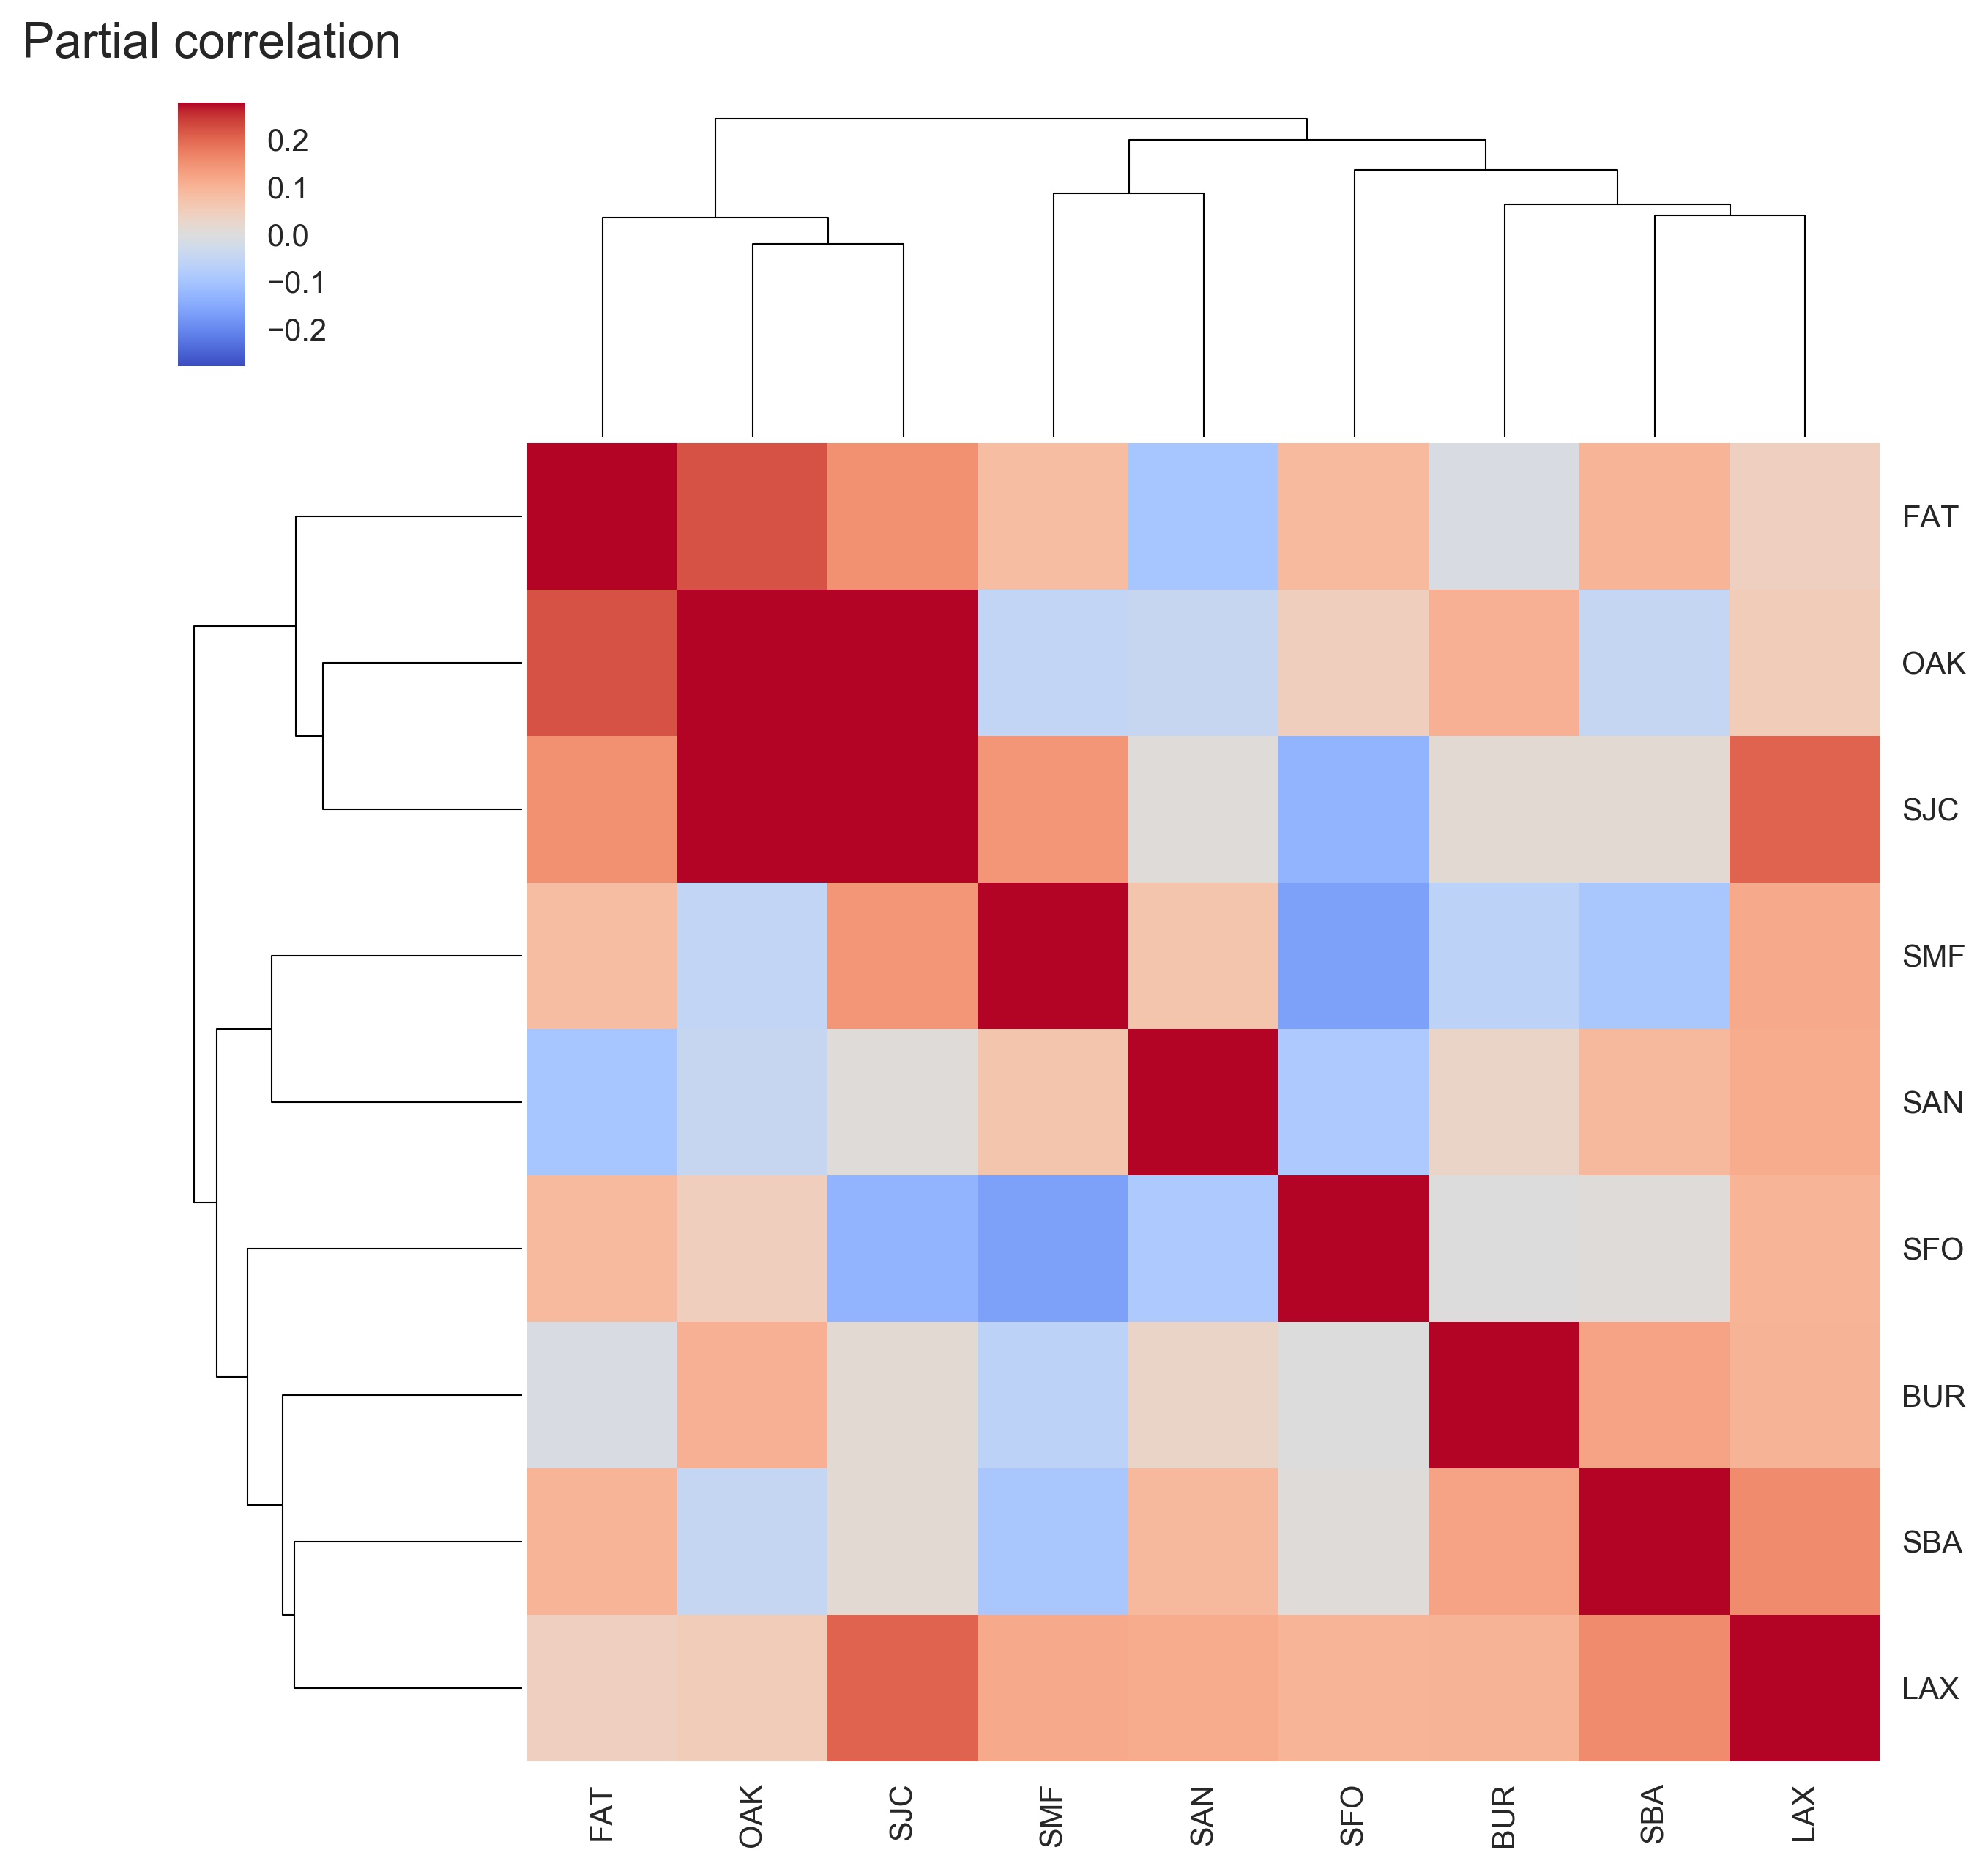 Partial correlation
0.2
0.1
0.0
−0.1
−0.2
FAT
OAK
SJC
SMF
SAN
SFO
BUR
SBA
LAX
FAT
OAK
SJC
SMF
SAN
SFO
BUR
SBA
LAX